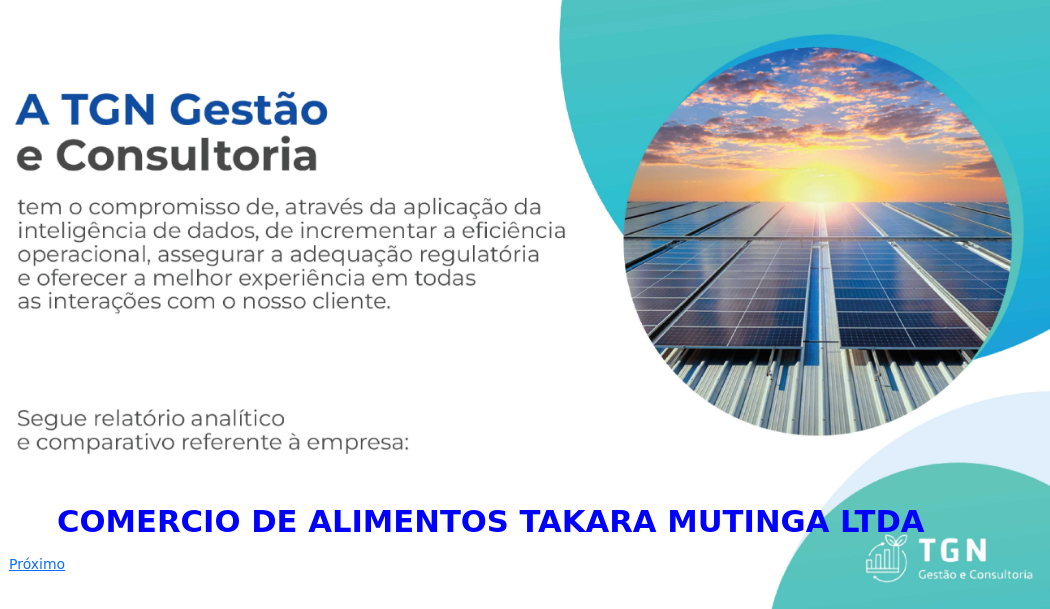 A TGN Gestão
e Consultoria
tem o compromisso de, através da aplicação da
inteligência de dados, de incrementar a eficiência
operacional, assegurar a adequação regulatória
e oferecer a melhor experiência em todas
as interações com o nosso cliente.
Segue relatório analítico
e comparativo referente à empresa:
COMERCIO DE ALIMENTOS TAKARA MUTINGA LTDA
Próximo
TGN
Gestão e Consultoria